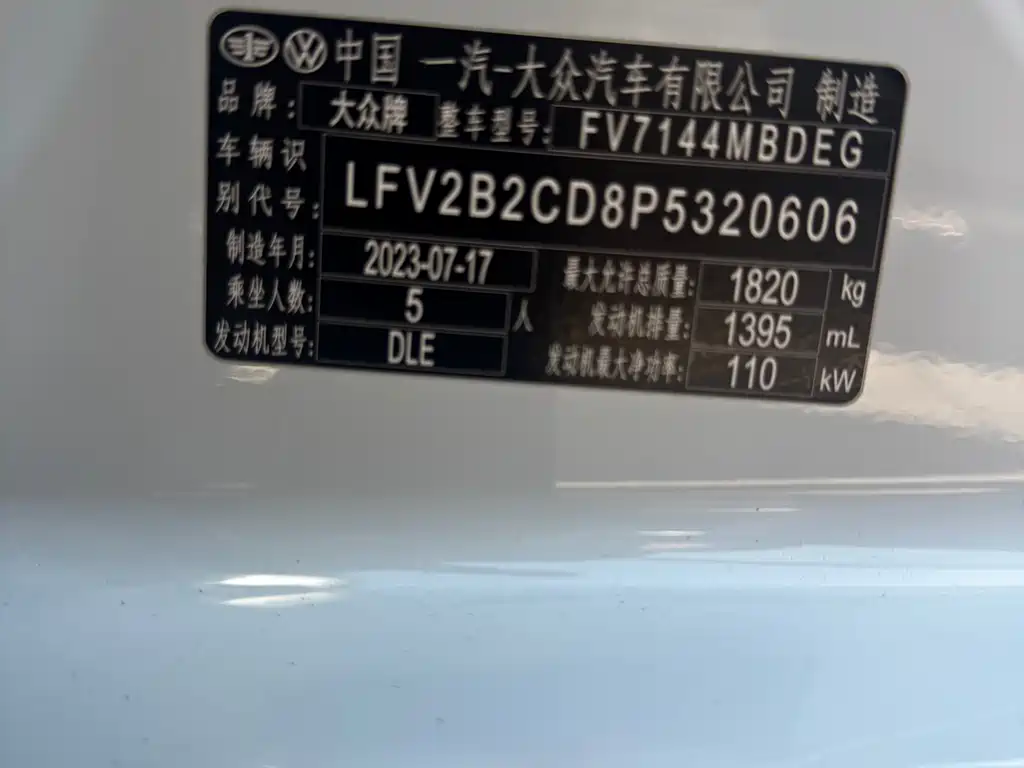 中国 一汽-大众汽车有限公司 制造
品牌: 大众牌 整车型号: FV7144MBDEG
车辆识别代号: LFV2B2CD8P5320606
制造年月: 2023-07-17 最大允许总质量: 1820 kg
乘坐人数: 5 人 发动机排量: 1395 mL
发动机型号: DLE 发动机最大净功率: 110 kW